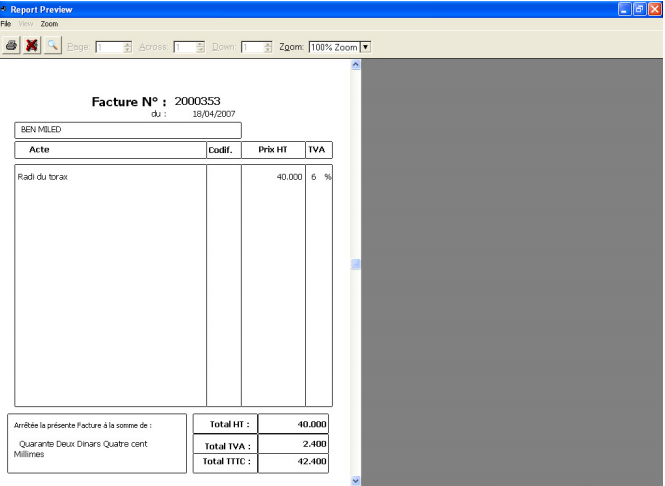 Report Preview
File View Zoom
Page: 1 Across: 1 Down: 1 Zoom: 100% Zoom
Facture N° : 2000353
du : 18/04/2007
BEN MILED
Acte Codif. Prix HT TVA
Radi du torax 40.000 6 %
Arrêtée la présente Facture à la somme de :
Quarante Deux Dinars Quatre cent
Millimes
Total HT : 40.000
Total TVA : 2.400
Total TTTC : 42.400